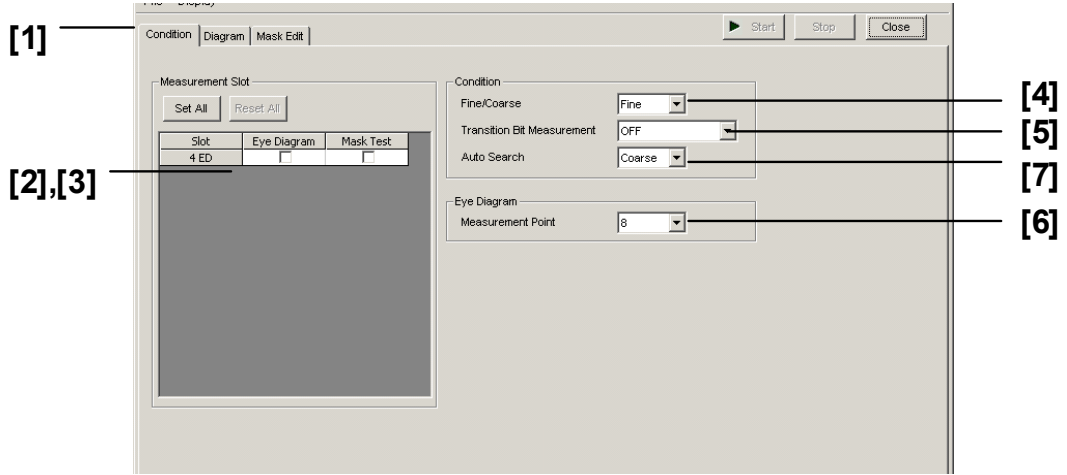 File Display
[1]
Condition Diagram Mask Edit
Start Stop Close
Measurement Slot
Set All Reset All
Slot Eye Diagram Mask Test
4 ED
[2],[3]
Condition
Fine/Coarse Fine
[4]
Transition Bit Measurement OFF
[5]
Auto Search Coarse
[7]
Eye Diagram
Measurement Point 8
[6]